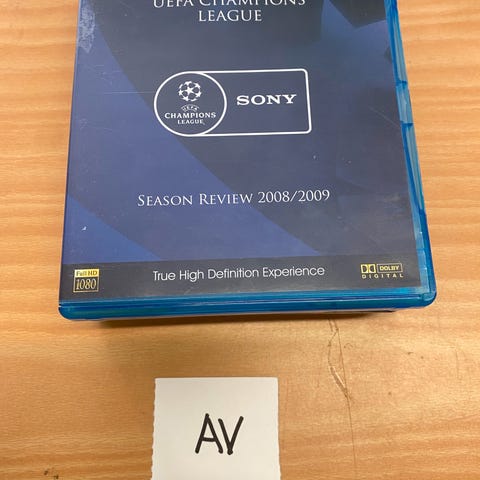 UEFA CHAMPIONS
LEAGUE
UEFA
CHAMPIONS
LEAGUE
SONY
SEASON REVIEW 2008/2009
Full HD
1080
True High Definition Experience
DOLBY
DIGITAL
AV